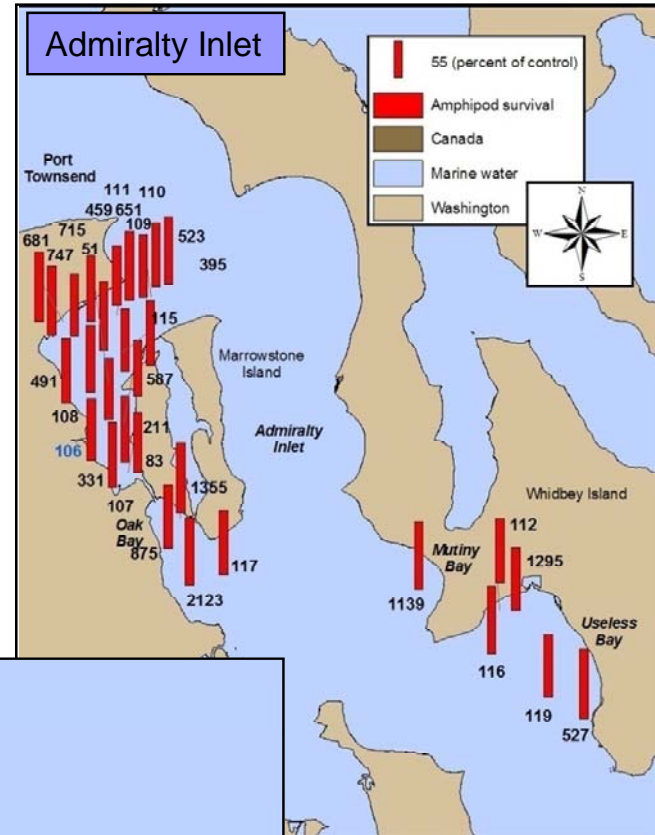 Admiralty Inlet
55 (percent of control)
Amphipod survival
Canada
Marine water
Washington
N
W E
S
Port
Townsend
111 110
459 651
715 109
681 523
747 51
395
115
Marrowstone
Island
491 587
Admiralty
Inlet
108 211
106 83
331 1355
Whidbey Island
107 112
Oak
Bay
Mutiny
Bay
875 117 1295
2123 1139
Useless
Bay
116
119
527